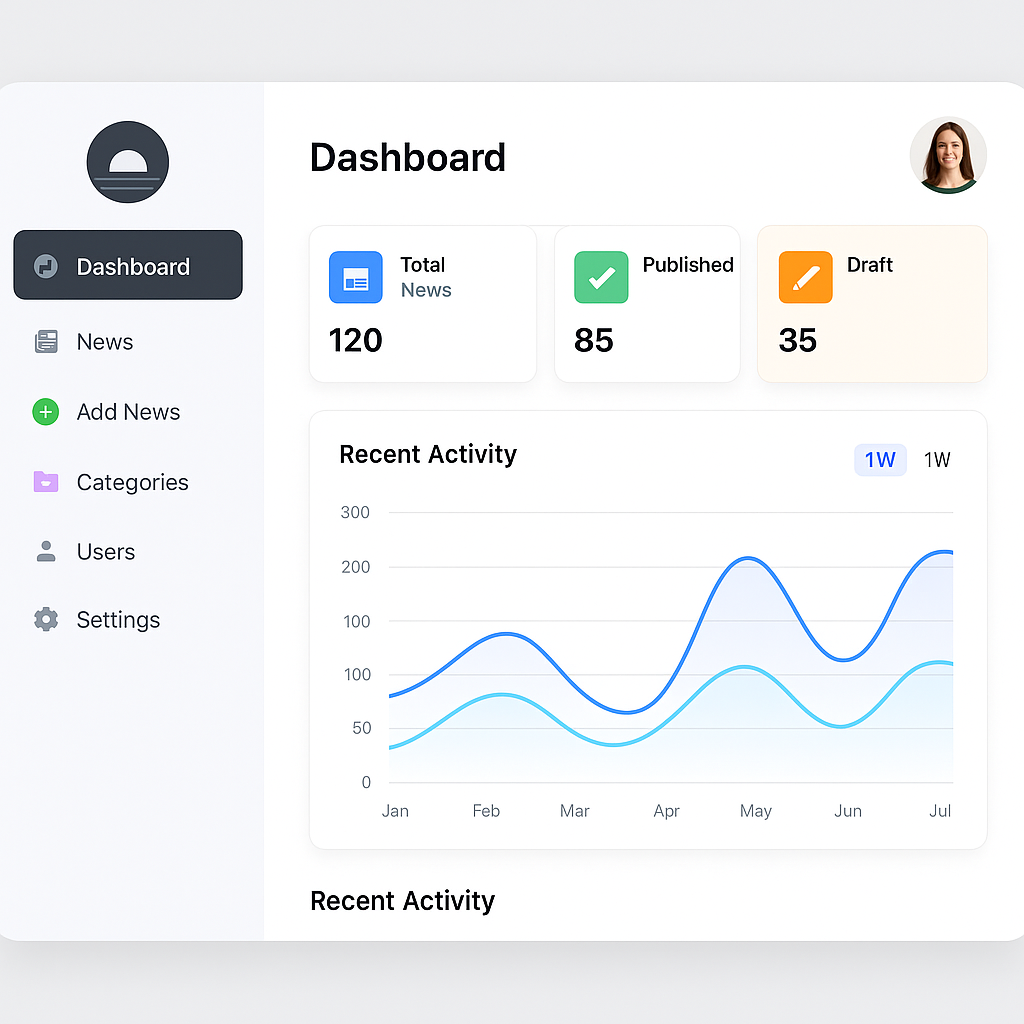 Dashboard
Dashboard
News
Add News
Categories
Users
Settings
Total
News
120
Published
85
Draft
35
Recent Activity
1W 1W
300
200
100
100
50
0
Jan Feb Mar Apr May Jun Jul
Recent Activity